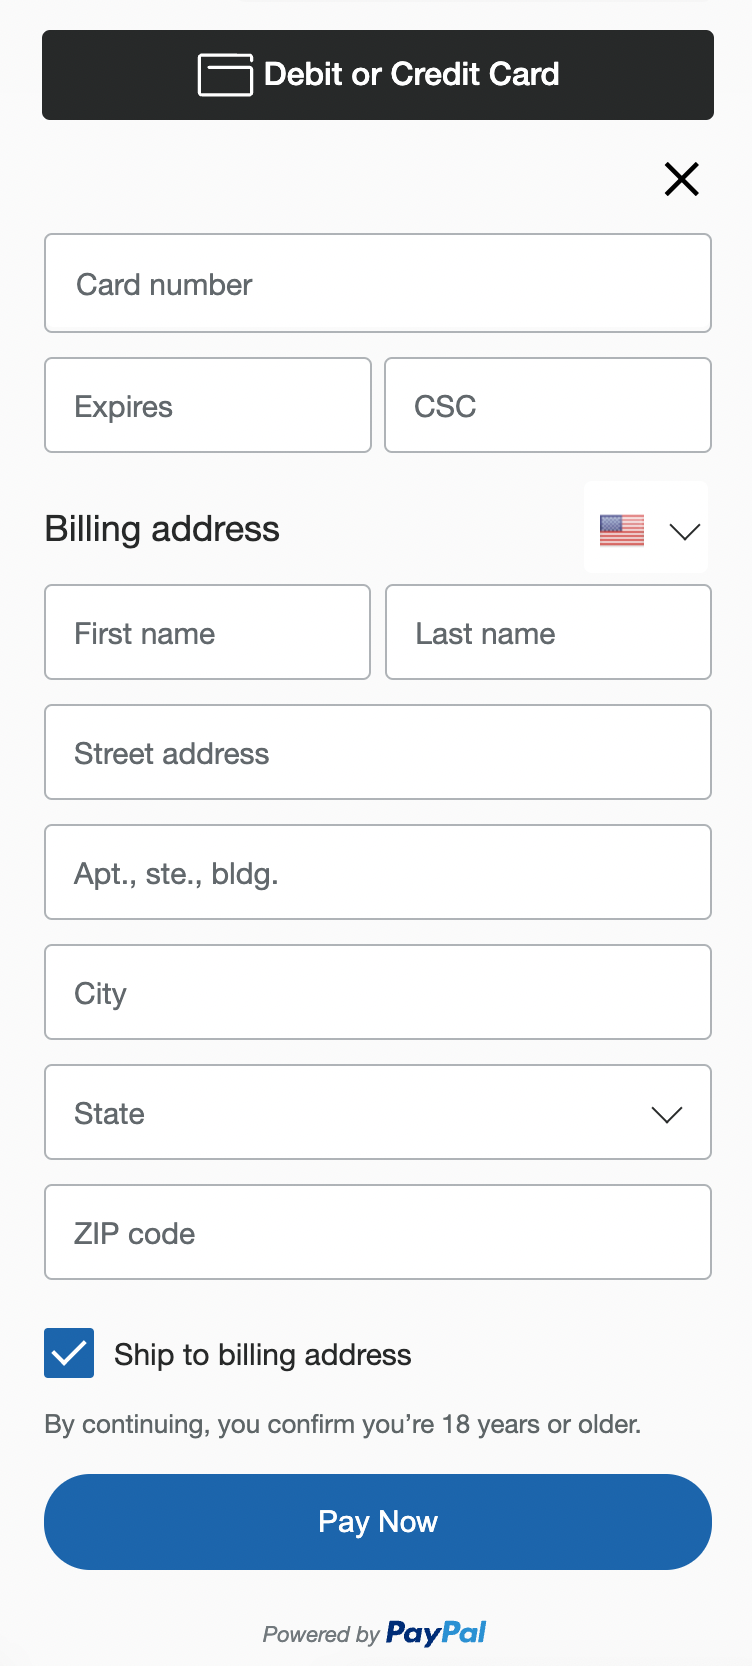 Debit or Credit Card
Card number
Expires CSC
Billing address
First name Last name
Street address
Apt., ste., bldg.
City
State
ZIP code
Ship to billing address
By continuing, you confirm you’re 18 years or older.
Pay Now
Powered by PayPal